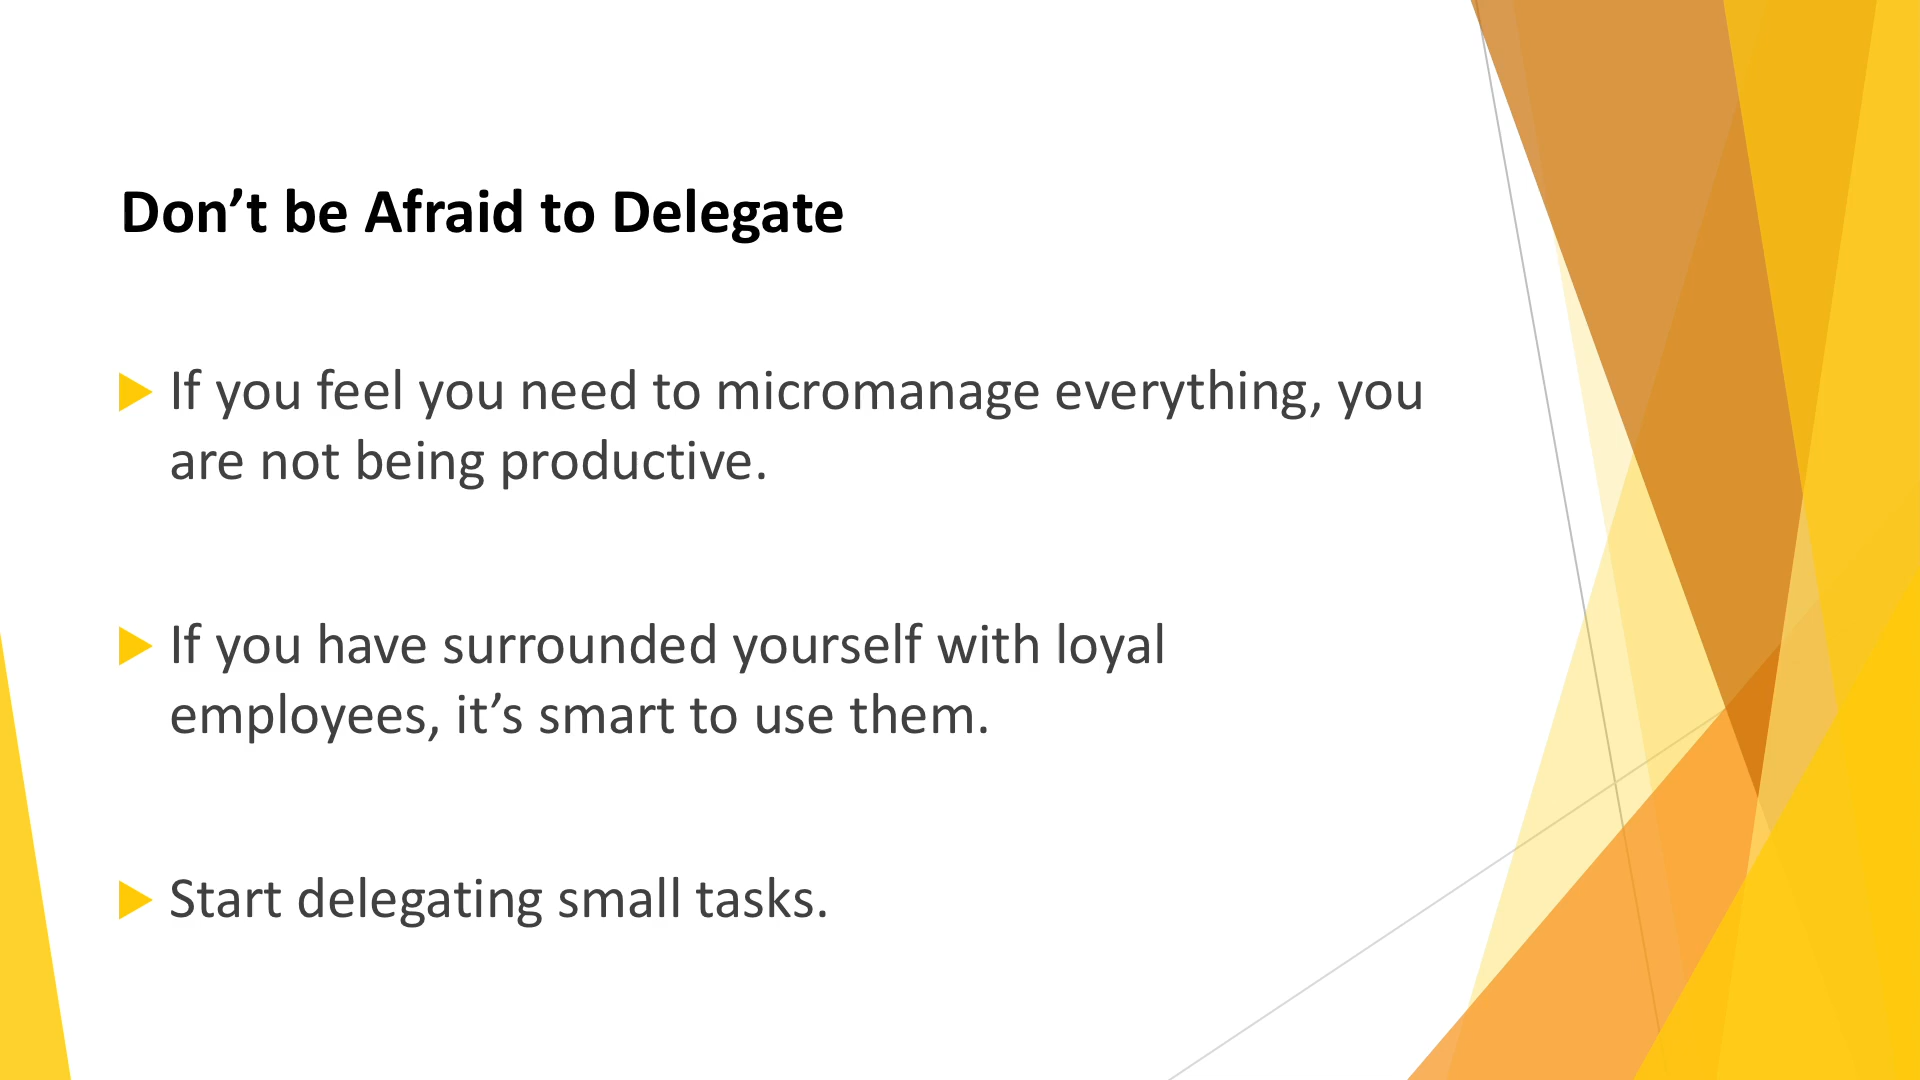 Don’t be Afraid to Delegate
If you feel you need to micromanage everything, you
are not being productive.
If you have surrounded yourself with loyal
employees, it’s smart to use them.
Start delegating small tasks.